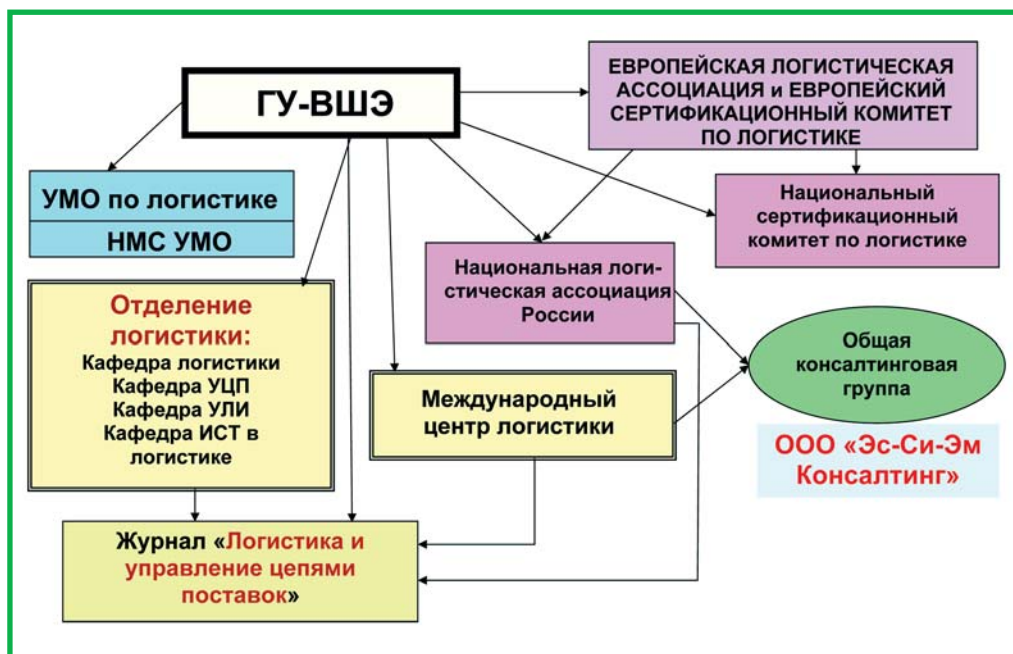 ГУ-ВШЭ
ЕВРОПЕЙСКАЯ ЛОГИСТИЧЕСКАЯ
АССОЦИАЦИЯ и ЕВРОПЕЙСКИЙ
СЕРТИФИКАЦИОННЫЙ КОМИТЕТ
ПО ЛОГИСТИКЕ
УМО по логистике
НМС УМО
Национальный
сертификационный
комитет по логистике
Национальная логи-
стическая ассоциация
России
Отделение
логистики:
Кафедра логистики
Кафедра УЦП
Кафедра УЛИ
Кафедра ИСТ в
логистике
Международный
центр логистики
Общая
консалтинговая
группа
ООО «Эс-Си-Эм
Консалтинг»
Журнал «Логистика и
управление цепями
поставок»